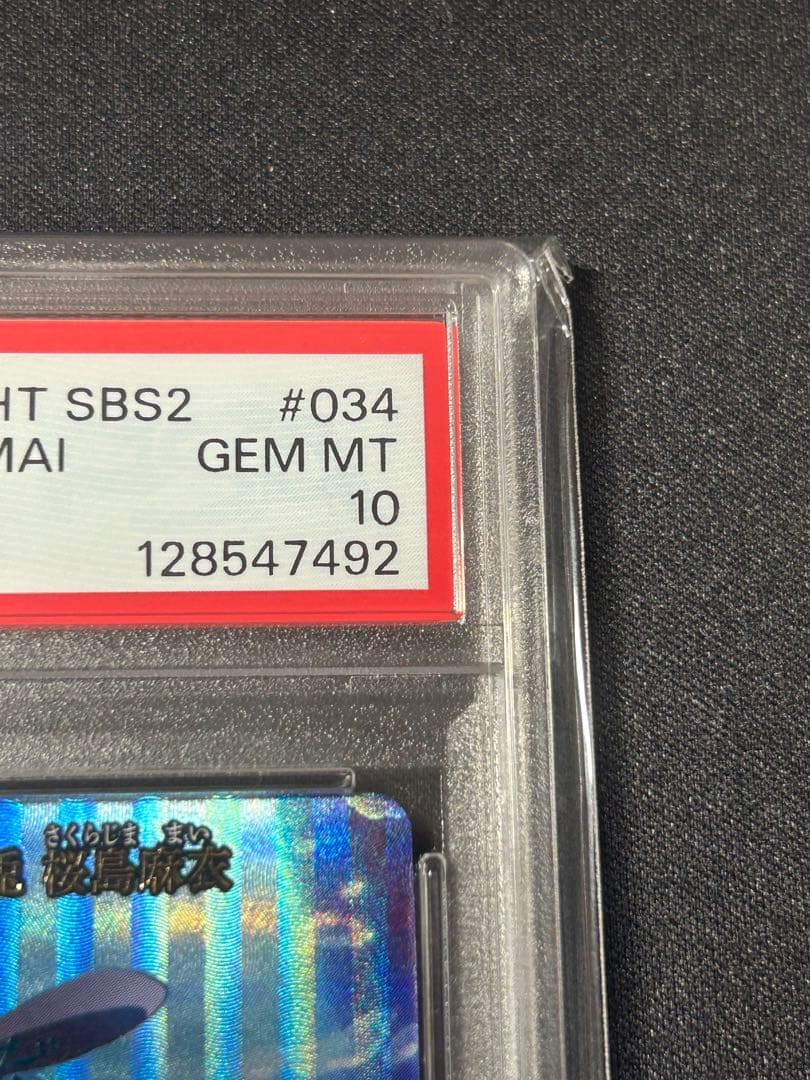 HT SBS2 #034
MAI GEM MT
10
128547492
さくらじま まい
兎 桜島麻衣